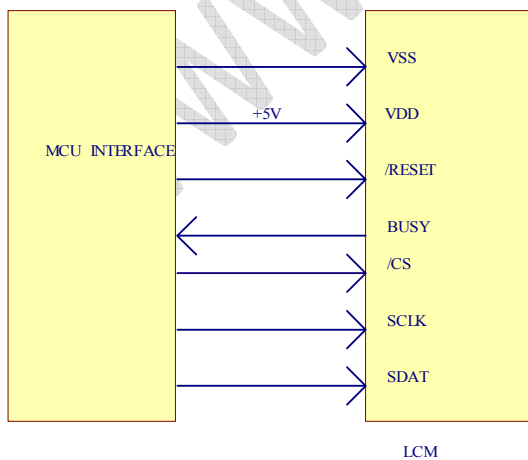 VSS
+5V VDD
MCU INTERFACE
/RESET
BUSY
/CS
SCLK
SDAT
LCM